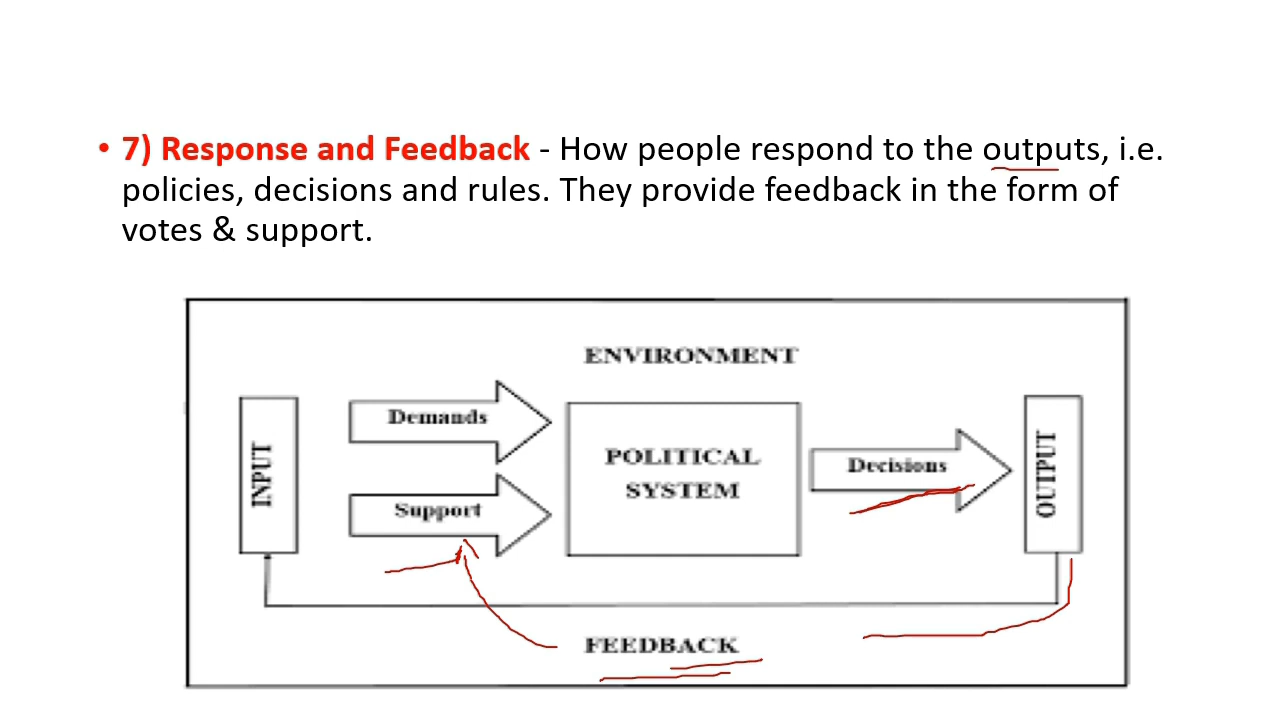 • 7) Response and Feedback - How people respond to the outputs, i.e.
policies, decisions and rules. They provide feedback in the form of
votes & support.
ENVIRONMENT
INPUT
Demands
Support
POLITICAL
SYSTEM
Decisions
OUTPUT
FEEDBACK